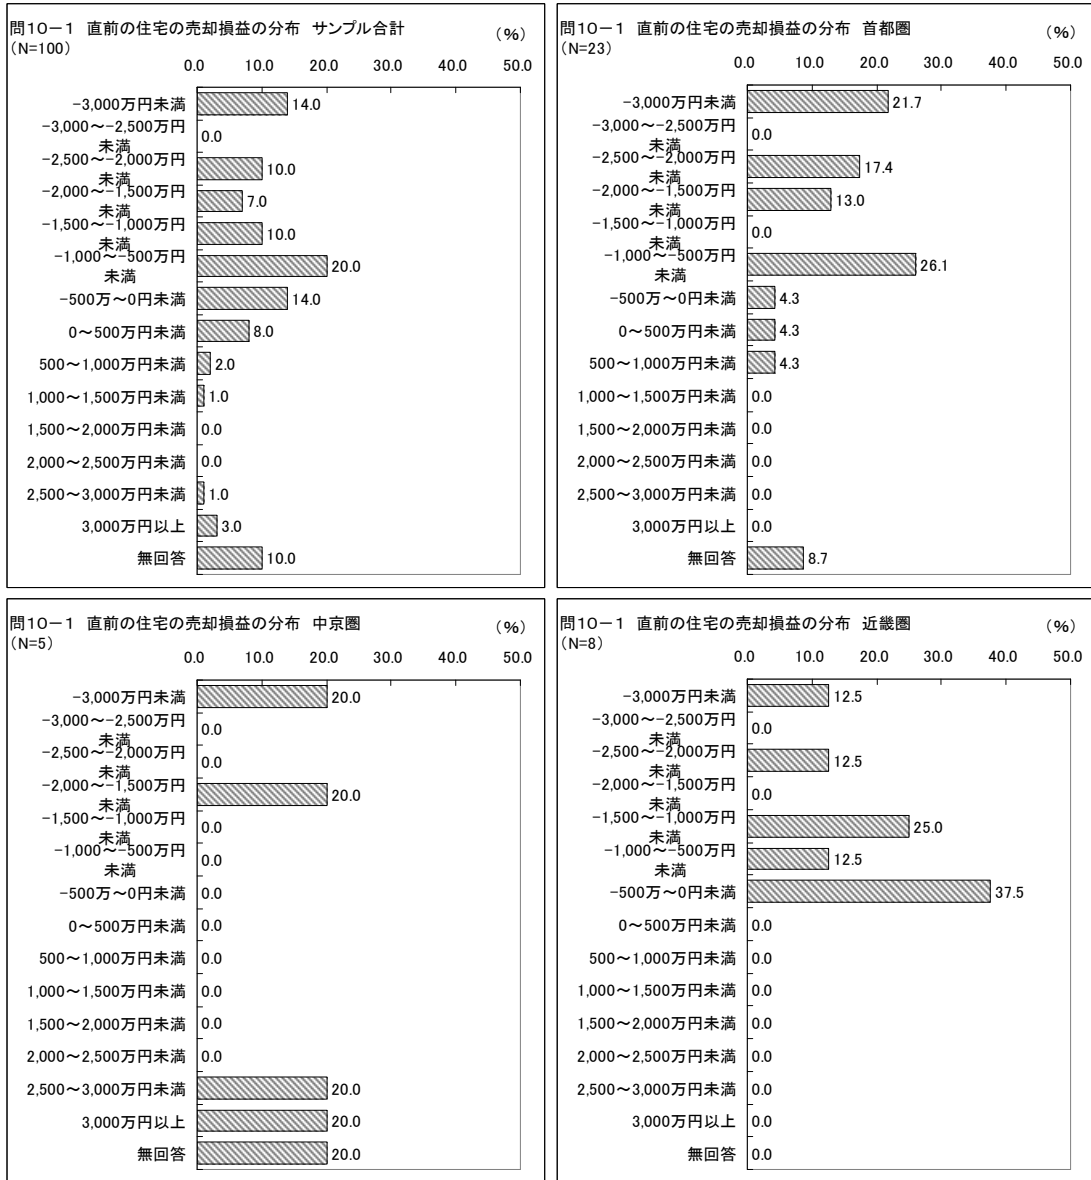 問10－1 直前の住宅の売却損益の分布 サンプル合計 （％）
（N=100）
0.0 10.0 20.0 30.0 40.0 50.0
-3,000万円未満 14.0
-3,000～-2,500万円
未満 0.0
-2,500～-2,000万円
未満 10.0
-2,000～-1,500万円
未満 7.0
-1,500～-1,000万円
未満 10.0
-1,000～-500万円
未満 20.0
-500万～0円未満 14.0
0～500万円未満 8.0
500～1,000万円未満 2.0
1,000～1,500万円未満 1.0
1,500～2,000万円未満 0.0
2,000～2,500万円未満 0.0
2,500～3,000万円未満 1.0
3,000万円以上 3.0
無回答 10.0
問10－1 直前の住宅の売却損益の分布 首都圏 （％）
（N=23）
0.0 10.0 20.0 30.0 40.0 50.0
-3,000万円未満 21.7
-3,000～-2,500万円
未満 0.0
-2,500～-2,000万円
未満 17.4
-2,000～-1,500万円
未満 13.0
-1,500～-1,000万円
未満 0.0
-1,000～-500万円
未満 26.1
-500万～0円未満 4.3
0～500万円未満 4.3
500～1,000万円未満 4.3
1,000～1,500万円未満 0.0
1,500～2,000万円未満 0.0
2,000～2,500万円未満 0.0
2,500～3,000万円未満 0.0
3,000万円以上 0.0
無回答 8.7
問10－1 直前の住宅の売却損益の分布 中京圏 （％）
（N=5）
0.0 10.0 20.0 30.0 40.0 50.0
-3,000万円未満 20.0
-3,000～-2,500万円
未満 0.0
-2,500～-2,000万円
未満 0.0
-2,000～-1,500万円
未満 20.0
-1,500～-1,000万円
未満 0.0
-1,000～-500万円
未満 0.0
-500万～0円未満 0.0
0～500万円未満 0.0
500～1,000万円未満 0.0
1,000～1,500万円未満 0.0
1,500～2,000万円未満 0.0
2,000～2,500万円未満 0.0
2,500～3,000万円未満 20.0
3,000万円以上 20.0
無回答 20.0
問10－1 直前の住宅の売却損益の分布 近畿圏 （％）
（N=8）
0.0 10.0 20.0 30.0 40.0 50.0
-3,000万円未満 12.5
-3,000～-2,500万円
未満 0.0
-2,500～-2,000万円
未満 12.5
-2,000～-1,500万円
未満 0.0
-1,500～-1,000万円
未満 25.0
-1,000～-500万円
未満 12.5
-500万～0円未満 37.5
0～500万円未満 0.0
500～1,000万円未満 0.0
1,000～1,500万円未満 0.0
1,500～2,000万円未満 0.0
2,000～2,500万円未満 0.0
2,500～3,000万円未満 0.0
3,000万円以上 0.0
無回答 0.0